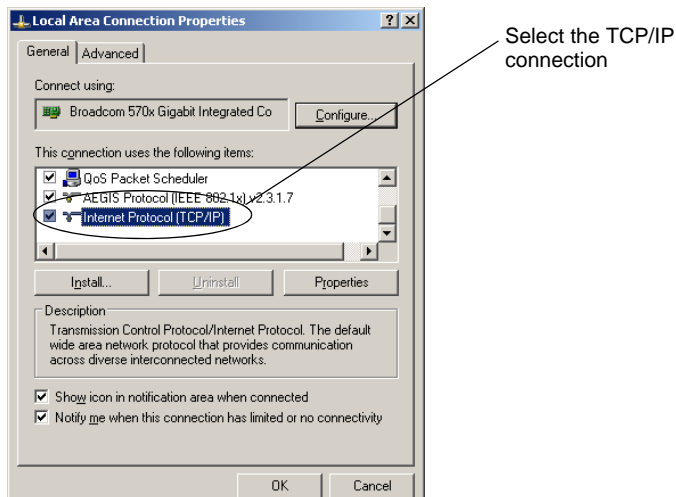 Local Area Connection Properties
Select the TCP/IP
connection
General
Advanced
Connect using:
Broadcom 570x Gigabit Integrated Co
Configure...
This connection uses the following items:
QoS Packet Scheduler
AEGIS Protocol (IEEE 802.1x) v2.3.1.7
Internet Protocol (TCP/IP)
Install...
Uninstall
Properties
Description
Transmission Control Protocol/Internet Protocol. The default
wide area network protocol that provides communication
across diverse interconnected networks.
Show icon in notification area when connected
Notify me when this connection has limited or no connectivity
OK
Cancel